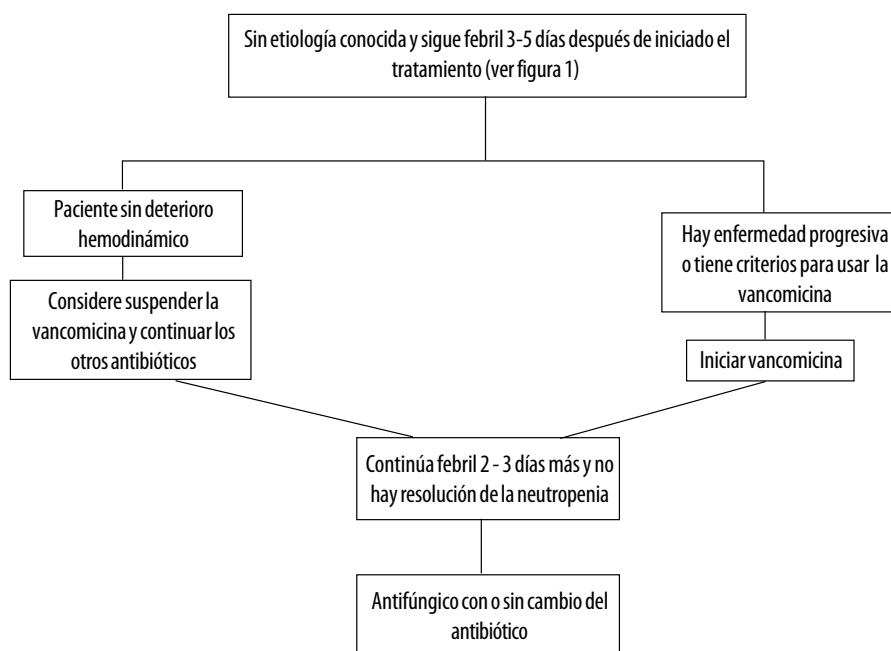 Sin etiología conocida y sigue febril 3-5 días después de iniciado el
tratamiento (ver figura 1)
Paciente sin deterioro
hemodinámico
Hay enfermedad progresiva
o tiene criterios para usar la
vancomicina
Considere suspender la
vancomicina y continuar los
otros antibióticos
Iniciar vancomicina
Continúa febril 2 - 3 días más y no
hay resolución de la neutropenia
Antifúngico con o sin cambio del
antibiótico